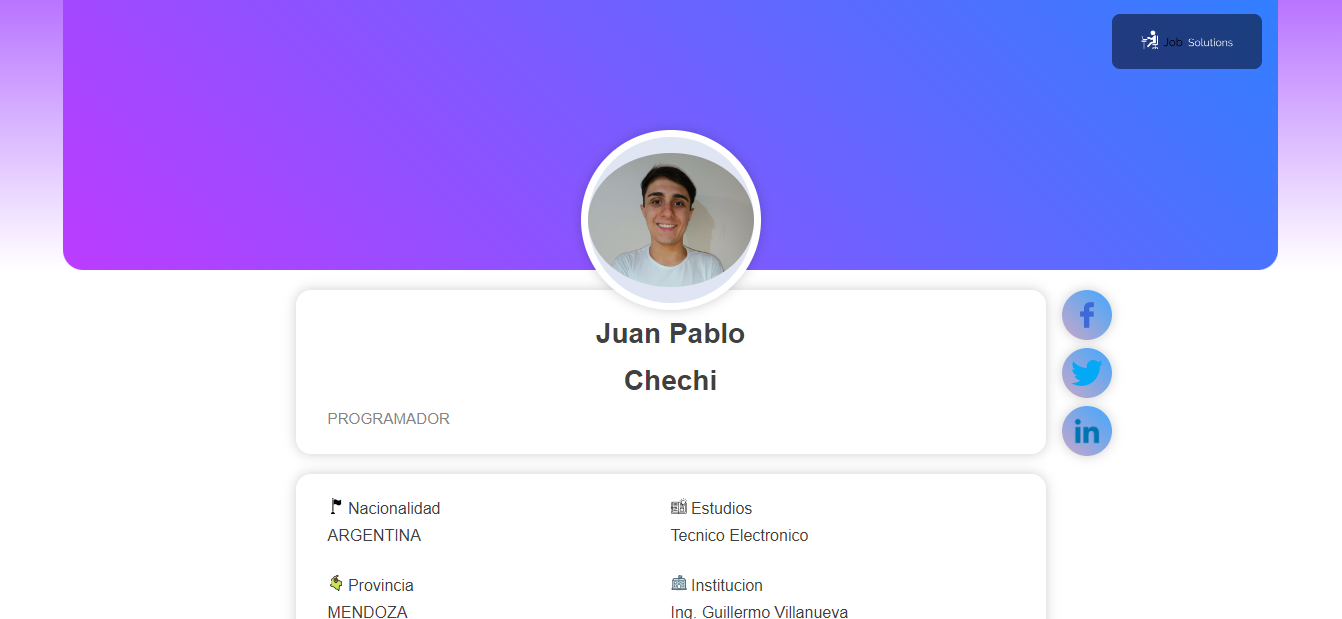 Job Solutions
Juan Pablo
Chechi
PROGRAMADOR
Nacionalidad
ARGENTINA
Estudios
Tecnico Electronico
Provincia
MENDOZA
Institucion
Ing. Guillermo Villanueva